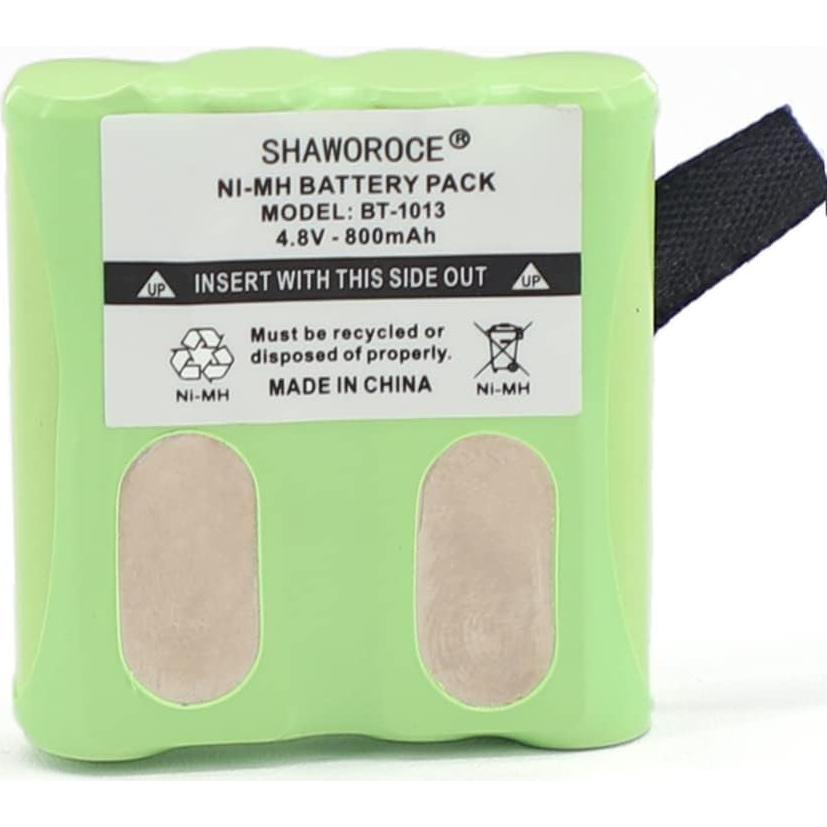 SHAWOROCE®
NI-MH BATTERY PACK
MODEL: BT-1013
4.8V - 800mAh
UP INSERT WITH THIS SIDE OUT UP
Must be recycled or
disposed of properly.
Ni-MH MADE IN CHINA Ni-MH